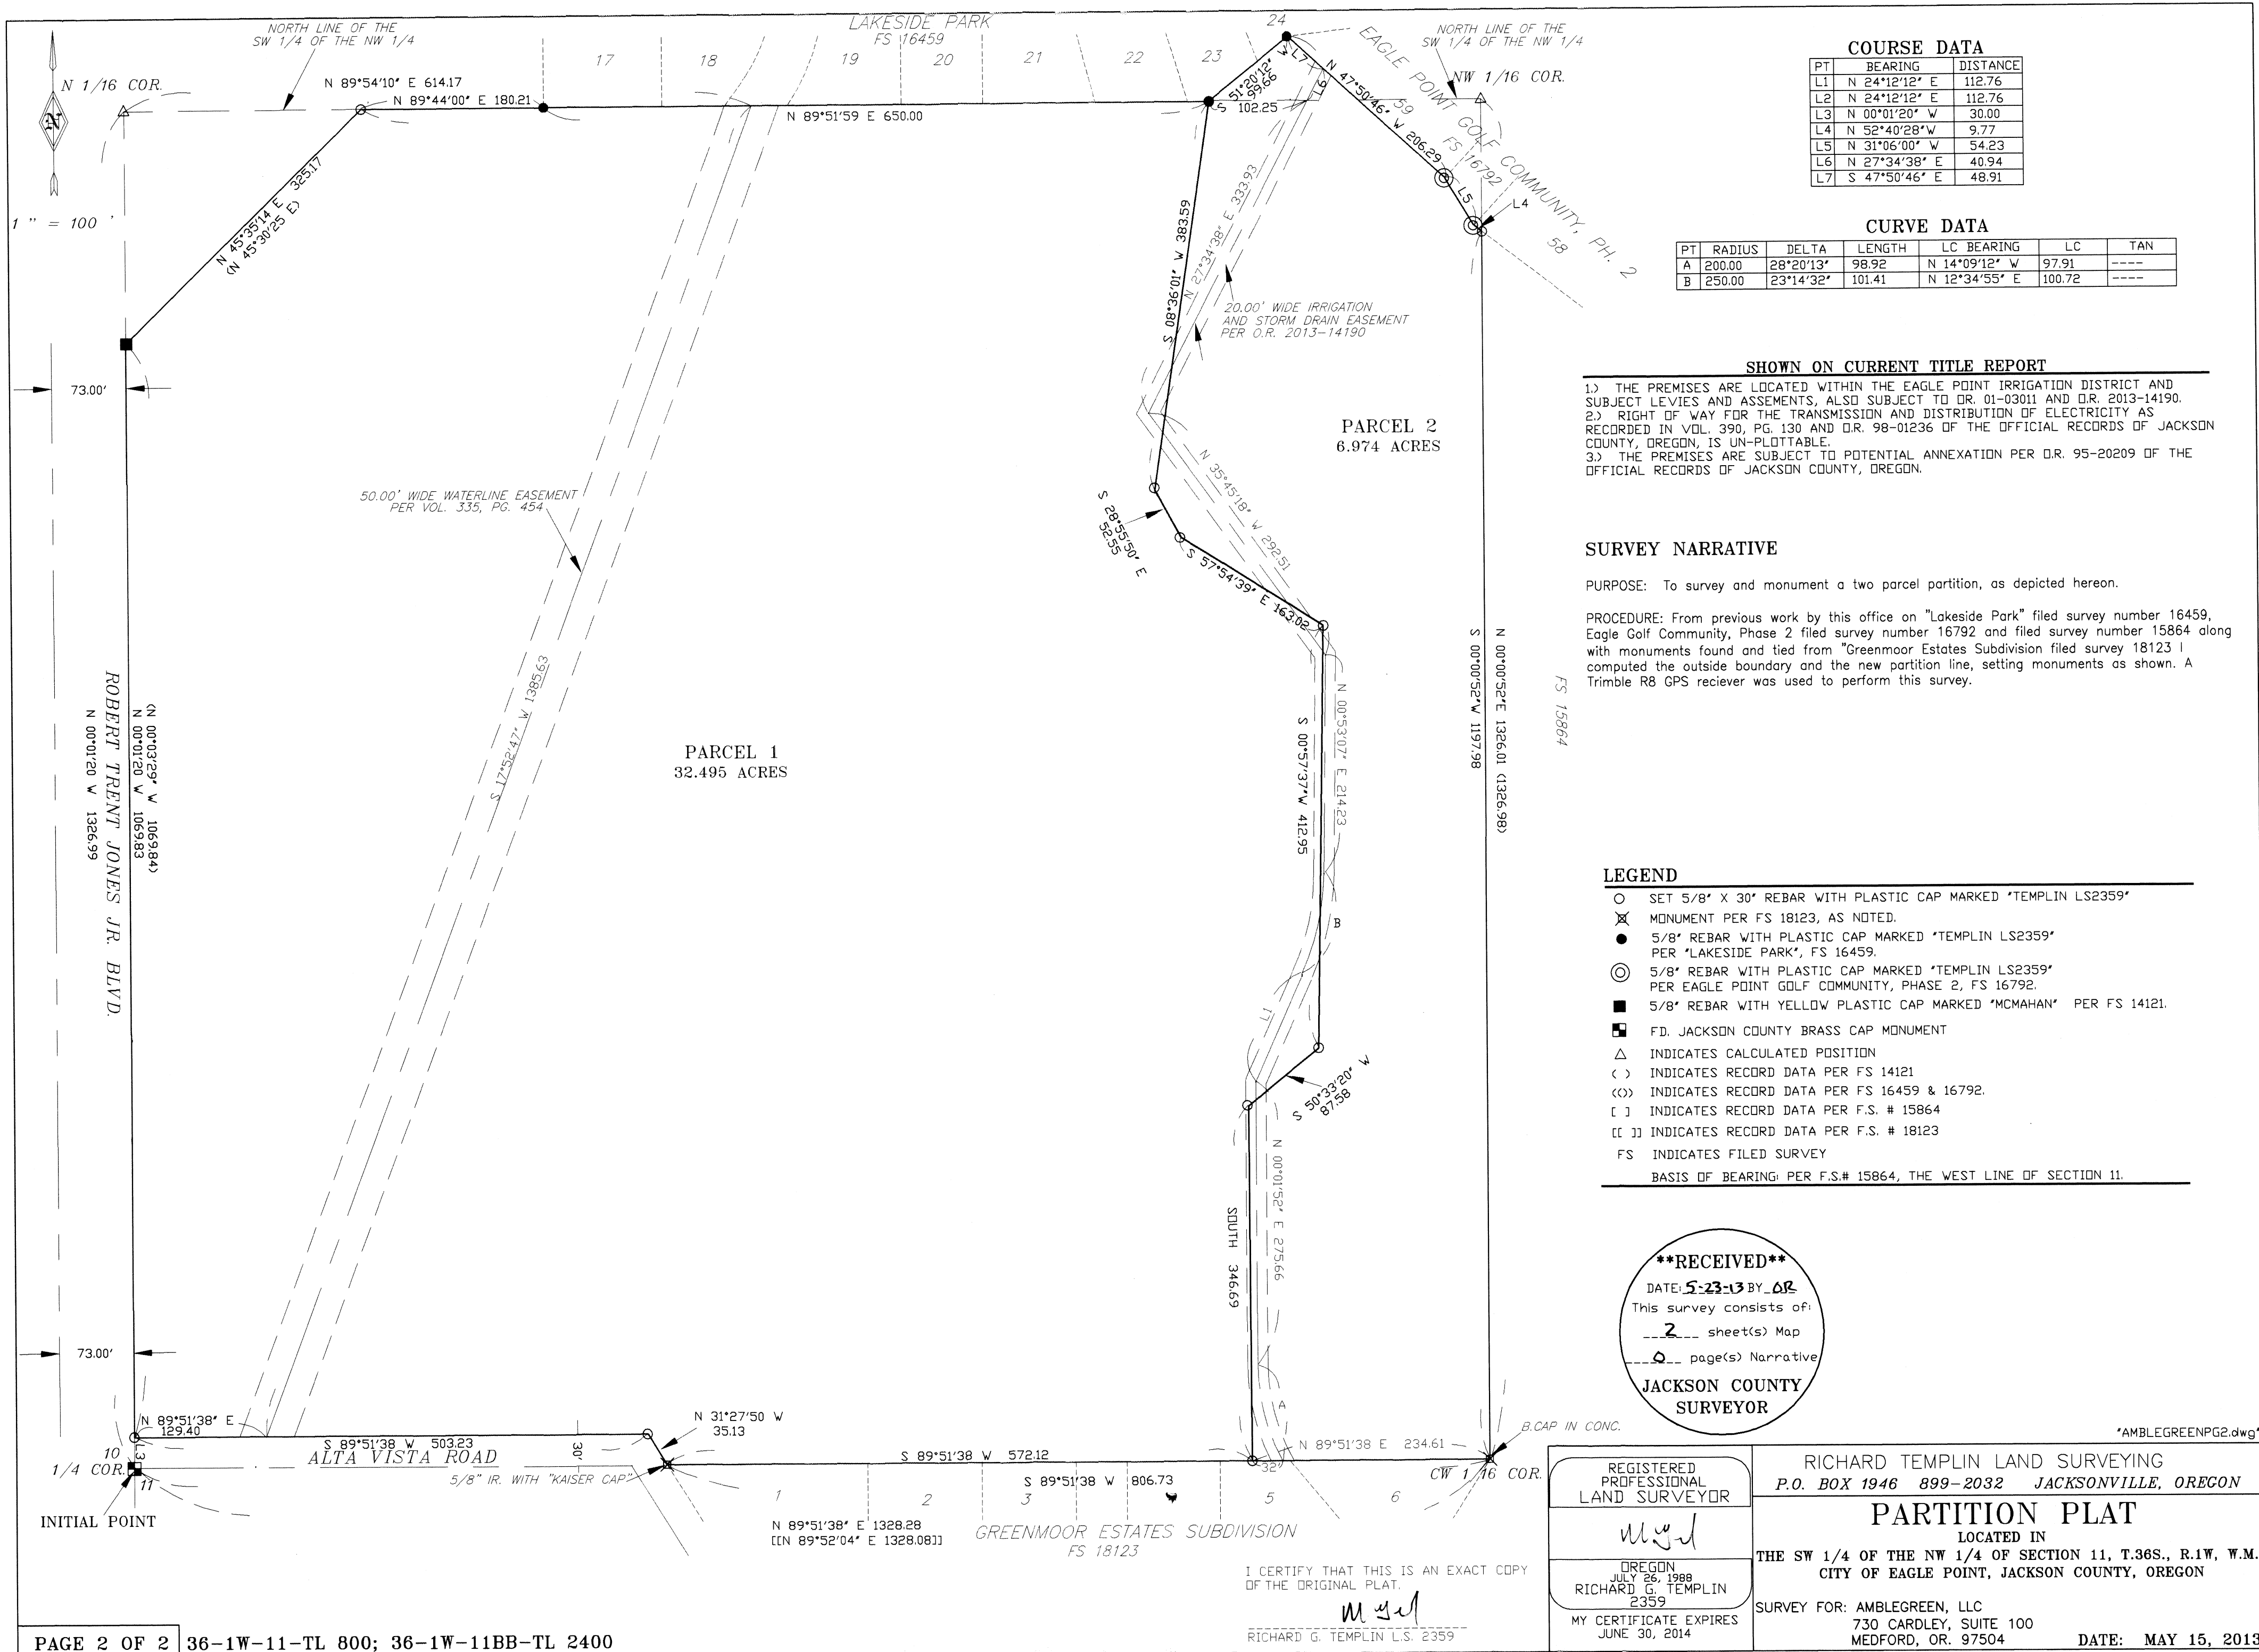 LAKESIDE PARK
FS 16459
NORTH LINE OF THE
SW 1/4 OF THE NW 1/4
N 1/16 COR.
N 89°54'10" E 614.17
N 89°44'00" E 180.21
17
18
19
20
21
22
23
24
N 89°51'59 E 650.00
S 51°20'12" W
99.66
102.25
L7
L6
N 47°50'46" W 206.29
EAGLE POINT GOLF COMMUNITY, PH. 2
FS 16792
59
58
NORTH LINE OF THE
SW 1/4 OF THE NW 1/4
NW 1/16 COR.
L5
L4
1 " = 100 '
N 45°35'14 E 325.17
(N 45°30'25 E)
73.00'
S 08°36'01" W 383.59
N 27°34'38" E 333.93
20.00' WIDE IRRIGATION
AND STORM DRAIN EASEMENT
PER O.R. 2013-14190
PARCEL 2
6.974 ACRES
50.00' WIDE WATERLINE EASEMENT
PER VOL. 335, PG. 454
S 28°55'50" E
52.55
N 35°45'18" W 292.51
S 57°54'39" E 163.02
S 17°52'47" W 1385.63
PARCEL 1
32.495 ACRES
ROBERT TRENT JONES JR. BLVD.
(N 00°03'29" W 1069.84)
N 00°01'20 W 1069.83
N 00°01'20 W 1326.99
N 00°53'07" E 214.23
S 00°57'37"W 412.95
S 00°00'52"W 1197.98
N 00°00'52"E 1326.01 (1326.98)
FS 15864
B
L1
S 50°33'20" W
87.58
N 00°01'52" E 275.66
SOUTH 346.69
A
73.00'
N 89°51'38" E
129.40
L3
10
1/4 COR.
11
INITIAL POINT
S 89°51'38 W 503.23
30'
ALTA VISTA ROAD
5/8" IR. WITH "KAISER CAP"
N 31°27'50 W
35.13
S 89°51'38 W 572.12
S 89°51'38 W 806.73
N 89°51'38 E 234.61
32'
B.CAP IN CONC.
CW 1/16 COR.
1
2
3
5
6
N 89°51'38" E 1328.28
[[N 89°52'04" E 1328.08]]
GREENMOOR ESTATES SUBDIVISION
FS 18123
I CERTIFY THAT THIS IS AN EXACT COPY
OF THE ORIGINAL PLAT.
RICHARD G. TEMPLIN L.S. 2359
PAGE 2 OF 2
36-1W-11-TL 800; 36-1W-11BB-TL 2400
COURSE DATA
PT BEARING DISTANCE
L1 N 24°12'12" E 112.76
L2 N 24°12'12" E 112.76
L3 N 00°01'20" W 30.00
L4 N 52°40'28"W 9.77
L5 N 31°06'00" W 54.23
L6 N 27°34'38" E 40.94
L7 S 47°50'46" E 48.91
CURVE DATA
PT RADIUS DELTA LENGTH LC BEARING LC TAN
A 200.00 28°20'13" 98.92 N 14°09'12" W 97.91 ----
B 250.00 23°14'32" 101.41 N 12°34'55" E 100.72 ----
SHOWN ON CURRENT TITLE REPORT
1.) THE PREMISES ARE LOCATED WITHIN THE EAGLE POINT IRRIGATION DISTRICT AND
SUBJECT LEVIES AND ASSEMENTS, ALSO SUBJECT TO OR. 01-03011 AND O.R. 2013-14190.
2.) RIGHT OF WAY FOR THE TRANSMISSION AND DISTRIBUTION OF ELECTRICITY AS
RECORDED IN VOL. 390, PG. 130 AND O.R. 98-01236 OF THE OFFICIAL RECORDS OF JACKSON
COUNTY, OREGON, IS UN-PLOTTABLE.
3.) THE PREMISES ARE SUBJECT TO POTENTIAL ANNEXATION PER O.R. 95-20209 OF THE
OFFICIAL RECORDS OF JACKSON COUNTY, OREGON.
SURVEY NARRATIVE
PURPOSE: To survey and monument a two parcel partition, as depicted hereon.
PROCEDURE: From previous work by this office on "Lakeside Park" filed survey number 16459,
Eagle Golf Community, Phase 2 filed survey number 16792 and filed survey number 15864 along
with monuments found and tied from "Greenmoor Estates Subdivision filed survey 18123 I
computed the outside boundary and the new partition line, setting monuments as shown. A
Trimble R8 GPS reciever was used to perform this survey.
LEGEND
SET 5/8" X 30" REBAR WITH PLASTIC CAP MARKED "TEMPLIN LS2359"
MONUMENT PER FS 18123, AS NOTED.
5/8" REBAR WITH PLASTIC CAP MARKED "TEMPLIN LS2359"
PER "LAKESIDE PARK", FS 16459.
5/8" REBAR WITH PLASTIC CAP MARKED "TEMPLIN LS2359"
PER EAGLE POINT GOLF COMMUNITY, PHASE 2, FS 16792.
5/8" REBAR WITH YELLOW PLASTIC CAP MARKED "MCMAHAN" PER FS 14121.
FD. JACKSON COUNTY BRASS CAP MONUMENT
INDICATES CALCULATED POSITION
( ) INDICATES RECORD DATA PER FS 14121
(()) INDICATES RECORD DATA PER FS 16459 & 16792.
[ ] INDICATES RECORD DATA PER F.S. # 15864
[[ ]] INDICATES RECORD DATA PER F.S. # 18123
FS INDICATES FILED SURVEY
BASIS OF BEARING: PER F.S.# 15864, THE WEST LINE OF SECTION 11.
**RECEIVED**
DATE: 5-23-13 BY OR
This survey consists of:
2 sheet(s) Map
0 page(s) Narrative
JACKSON COUNTY
SURVEYOR
"AMBLEGREENPG2.dwg"
REGISTERED
PROFESSIONAL
LAND SURVEYOR
OREGON
JULY 26, 1988
RICHARD G. TEMPLIN
2359
MY CERTIFICATE EXPIRES
JUNE 30, 2014
RICHARD TEMPLIN LAND SURVEYING
P.O. BOX 1946 899-2032 JACKSONVILLE, OREGON
PARTITION PLAT
LOCATED IN
THE SW 1/4 OF THE NW 1/4 OF SECTION 11, T.36S., R.1W, W.M.
CITY OF EAGLE POINT, JACKSON COUNTY, OREGON
SURVEY FOR: AMBLEGREEN, LLC
730 CARDLEY, SUITE 100
MEDFORD, OR. 97504
DATE: MAY 15, 2013